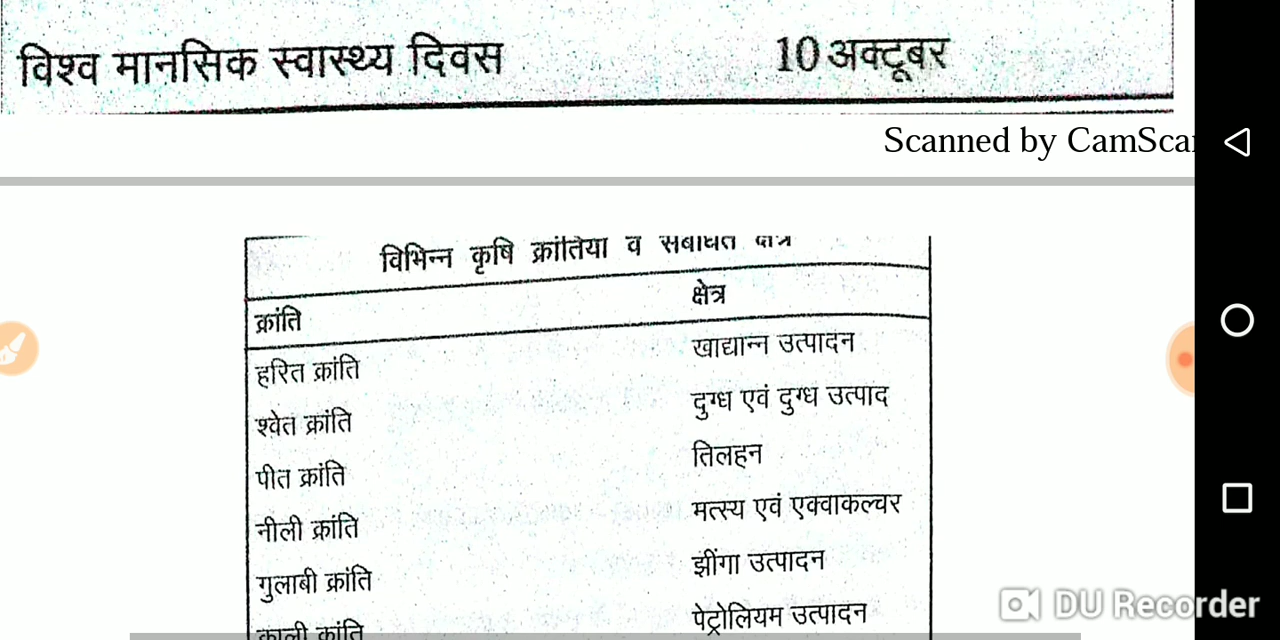 विश्व मानसिक स्वास्थ्य दिवस 10 अक्टूबर
Scanned by CamScan
विभिन्न कृषि क्रांतिया व संबंधित क्षेत्र
क्रांति क्षेत्र
हरित क्रांति खाद्यान्न उत्पादन
श्वेत क्रांति दुग्ध एवं दुग्ध उत्पाद
पीत क्रांति तिलहन
नीली क्रांति मत्स्य एवं एक्वाकल्चर
गुलाबी क्रांति झींगा उत्पादन
काली क्रांति पेट्रोलियम उत्पादन
DU Recorder